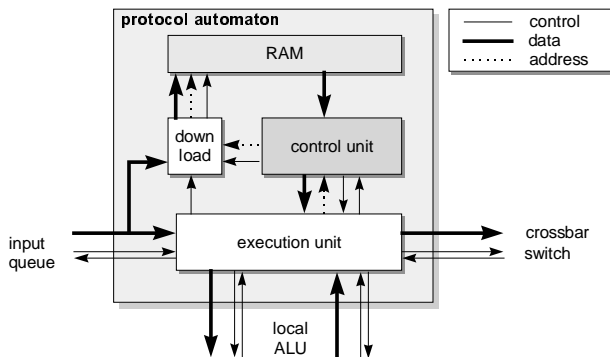 protocol automaton
control
data
address
RAM
down
load
control unit
input
queue
execution unit
crossbar
switch
local
ALU